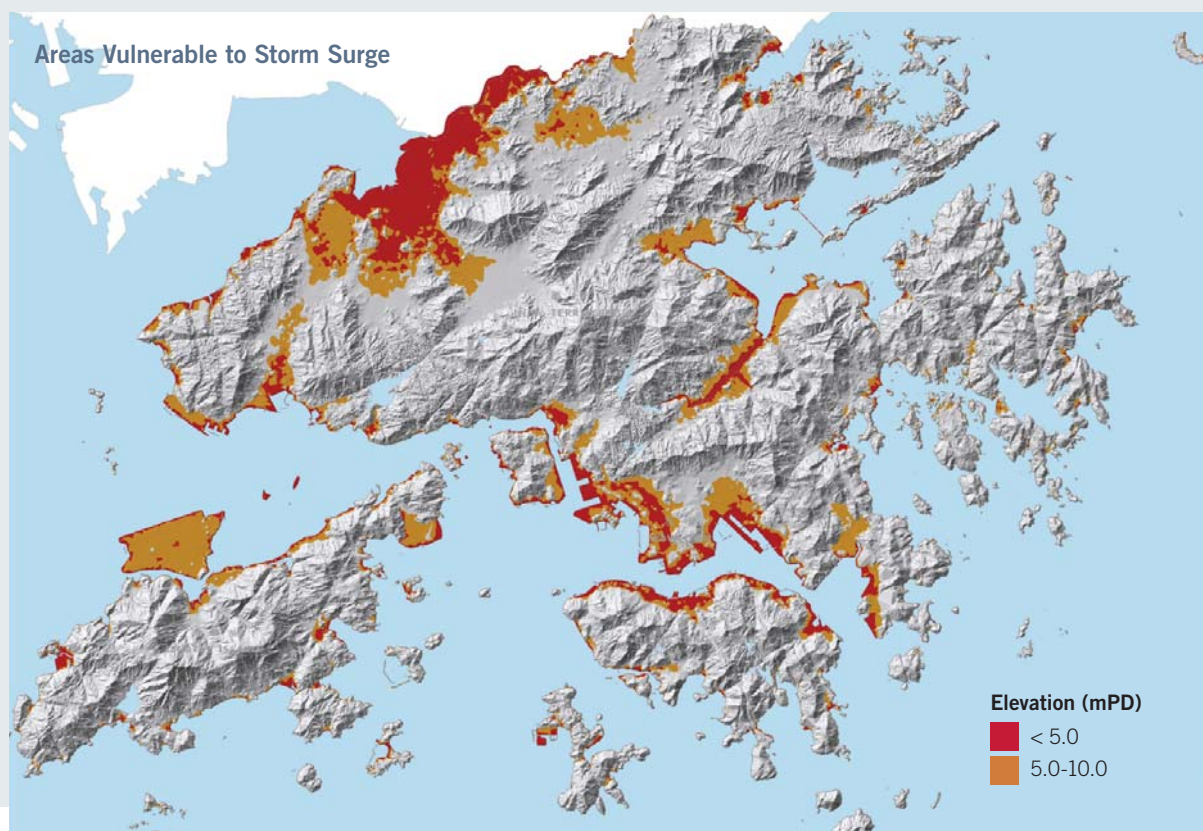 Areas Vulnerable to Storm Surge
Elevation (mPD)
< 5.0
5.0-10.0